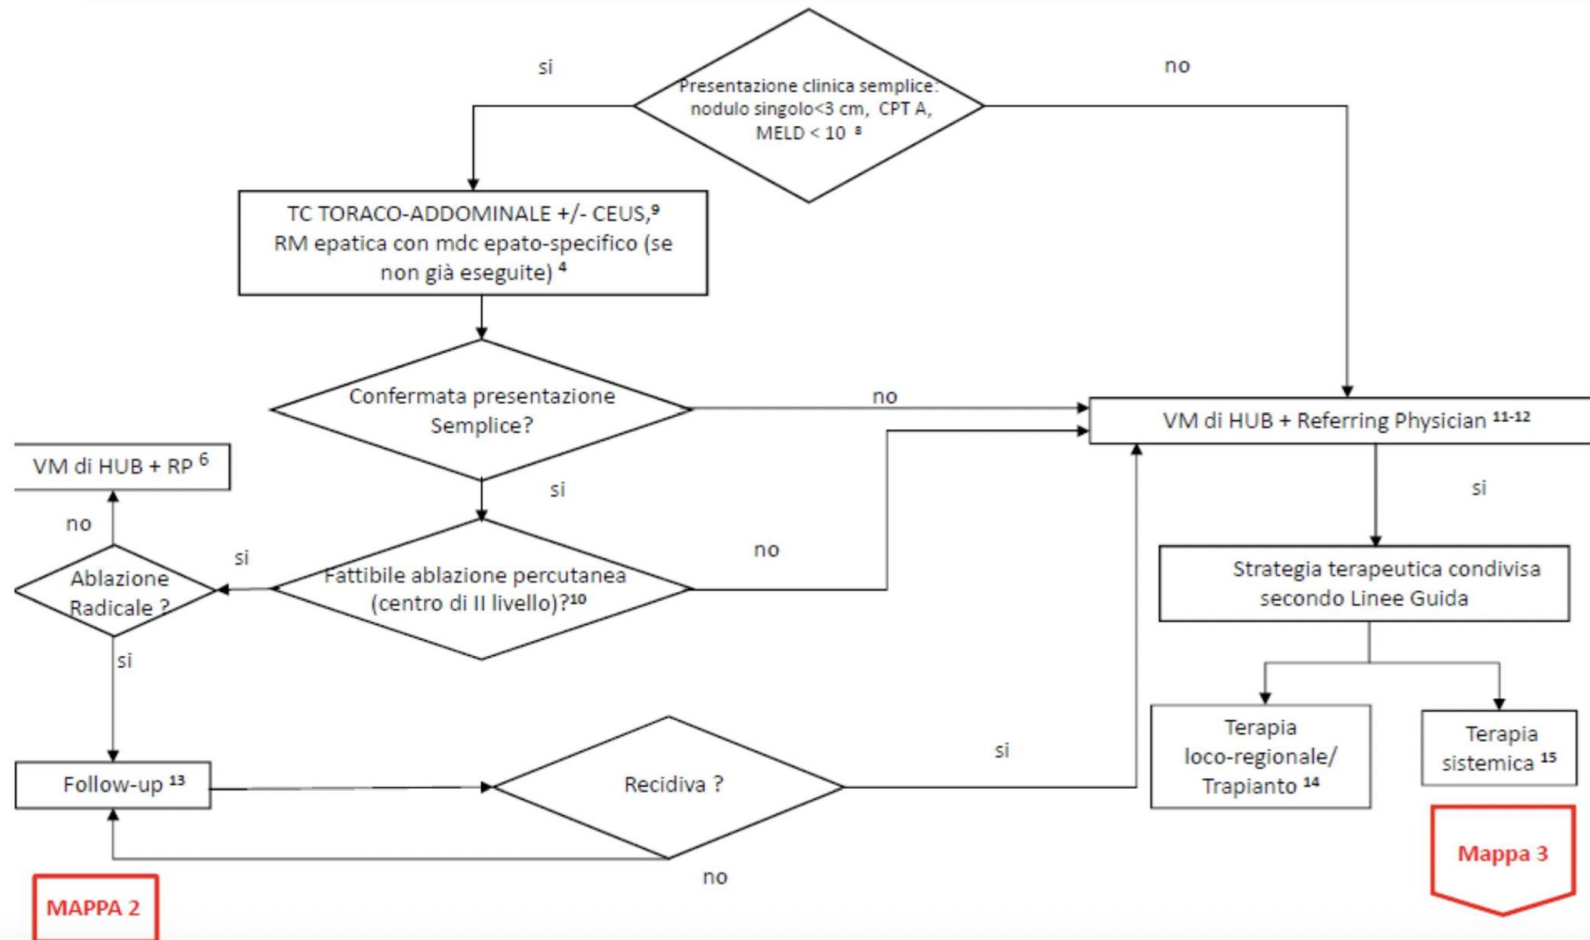 si
no
Presentazione clinica semplice:
nodulo singolo<3 cm, CPT A,
MELD < 10 ⁸
TC TORACO-ADDOMINALE +/- CEUS,⁹
RM epatica con mdc epato-specifico (se
non già eseguite) ⁴
Confermata presentazione
Semplice?
no
VM di HUB + Referring Physician ¹¹⁻¹²
VM di HUB + RP ⁶
si
si
no
si
no
Ablazione
Radicale ?
Fattibile ablazione percutanea
(centro di II livello)?¹⁰
Strategia terapeutica condivisa
secondo Linee Guida
si
Terapia
loco-regionale/
Trapianto ¹⁴
Terapia
sistemica ¹⁵
Follow-up ¹³
Recidiva ?
si
no
Mappa 3
MAPPA 2